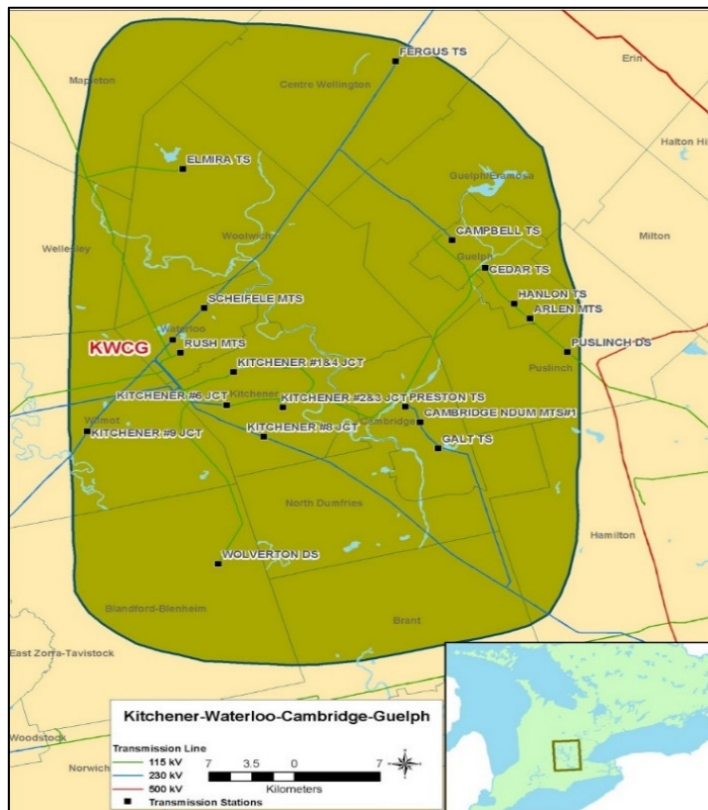 FERGUS TS
Mapleton
Centre Wellington
Erin
Halton Hil
ELMIRA TS
Guelph/Eramosa
Woolwich
CAMPBELL TS
Milton
Wellesley
Guelph
CEDAR TS
HANLON TS
SCHEIFELE MTS
ARLEN MTS
Waterloo
RUSH MTS
KWCG
PUSLINCH DS
KITCHENER #1&4 JCT
Puslinch
KITCHENER #6 JCT
Kitchener
KITCHENER #2&3 JCT
PRESTON TS
Wilmot
Cambridge
CAMBRIDGE NDUM MTS#1
KITCHENER #9 JCT
KITCHENER #8 JCT
GALT TS
North Dumfries
Hamilton
WOLVERTON DS
Blandford-Blenheim
Brant
East Zorra-Tavistock
Woodstock
Norwich
Kitchener-Waterloo-Cambridge-Guelph
Transmission Line
115 kV
230 kV
500 kV
Transmission Stations
7 3.5 0 7
Kilometers